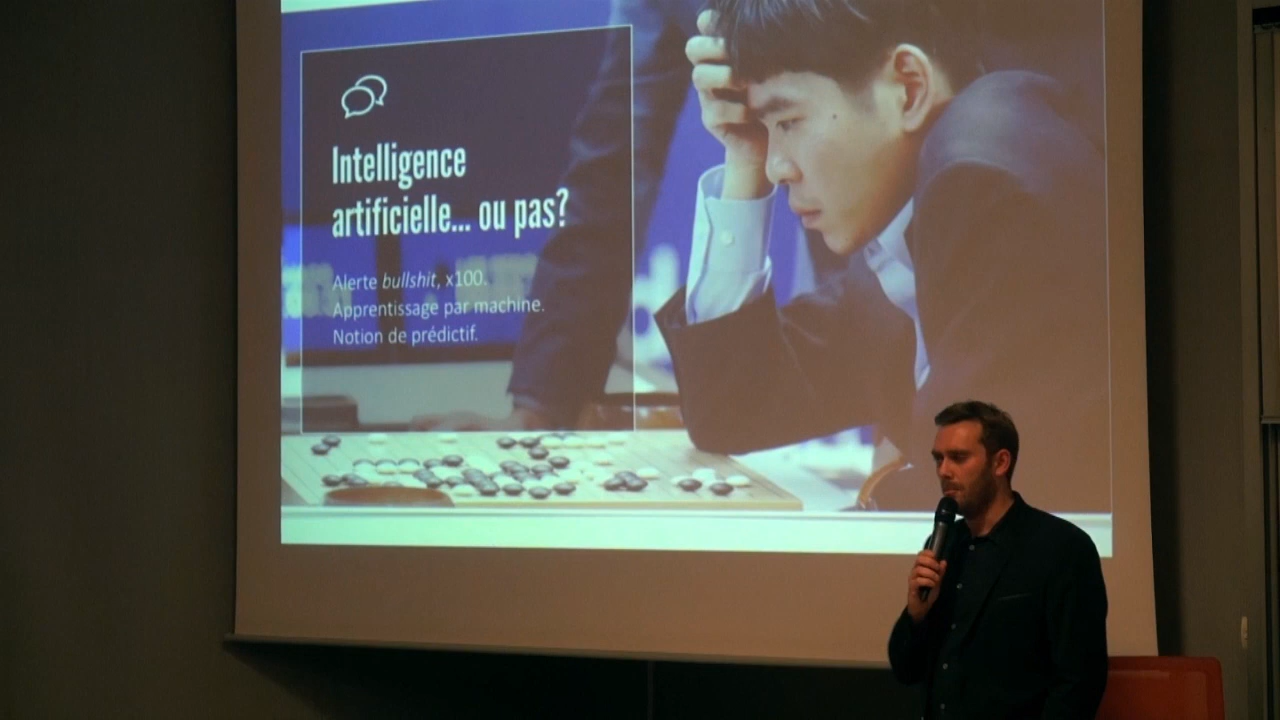 Intelligence
artificielle... ou pas?
Alerte bullshit, x100.
Apprentissage par machine.
Notion de prédictif.